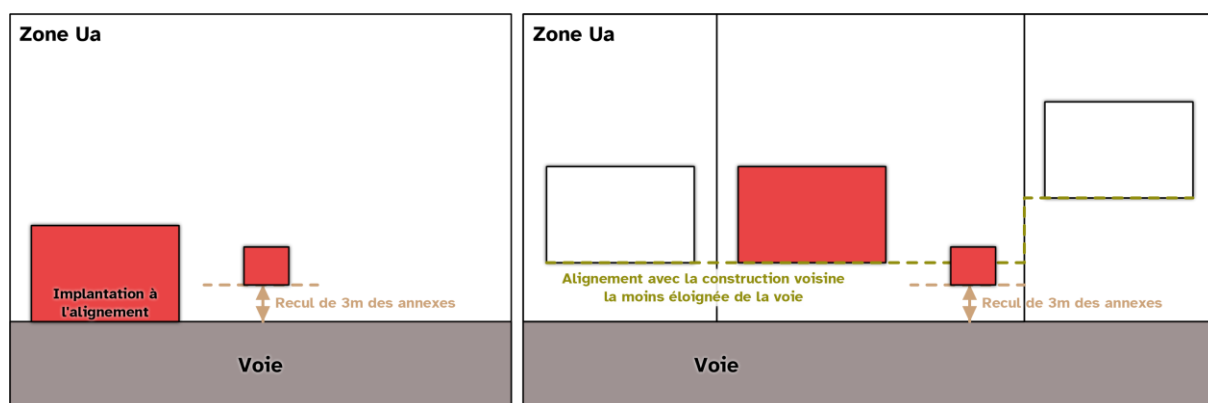 Zone Ua
Implantation à
l'alignement
Recul de 3m des annexes
Voie
Zone Ua
Alignement avec la construction voisine
la moins éloignée de la voie
Recul de 3m des annexes
Voie